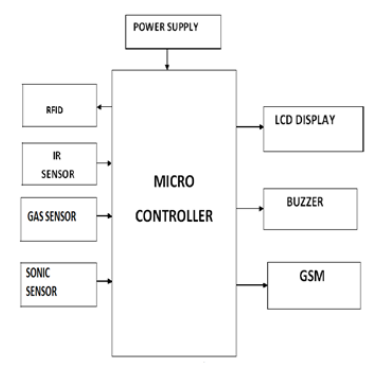 POWER SUPPLY
RFID
IR
SENSOR
GAS SENSOR
SONIC
SENSOR
MICRO
CONTROLLER
LCD DISPLAY
BUZZER
GSM